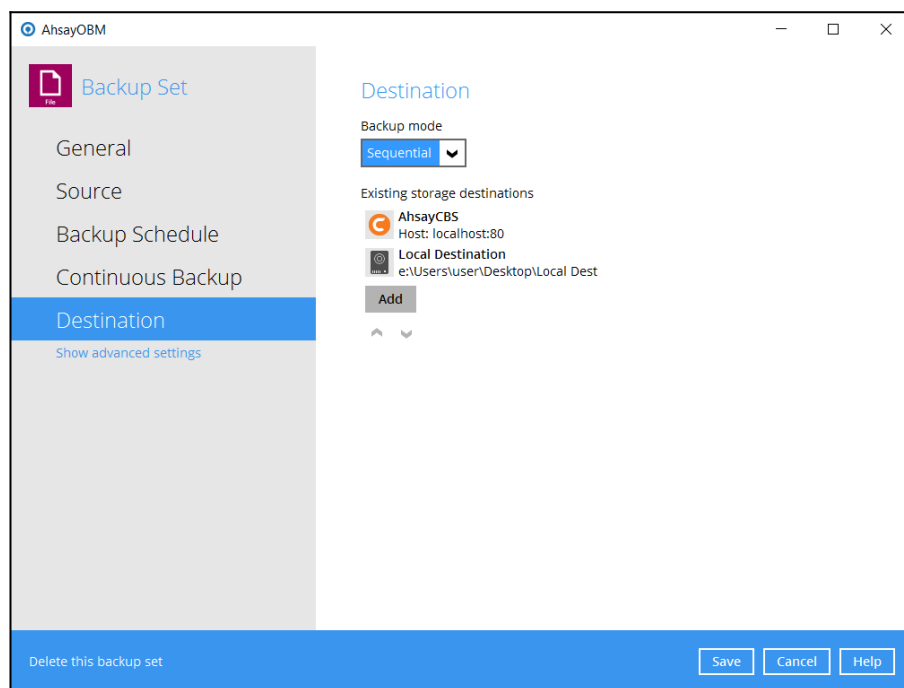 AhsayOBM
File
Backup Set
General
Source
Backup Schedule
Continuous Backup
Destination
Show advanced settings
Destination
Backup mode
Sequential
Existing storage destinations
AhsayCBS
Host: localhost:80
Local Destination
e:\Users\user\Desktop\Local Dest
Add
Delete this backup set
Save
Cancel
Help